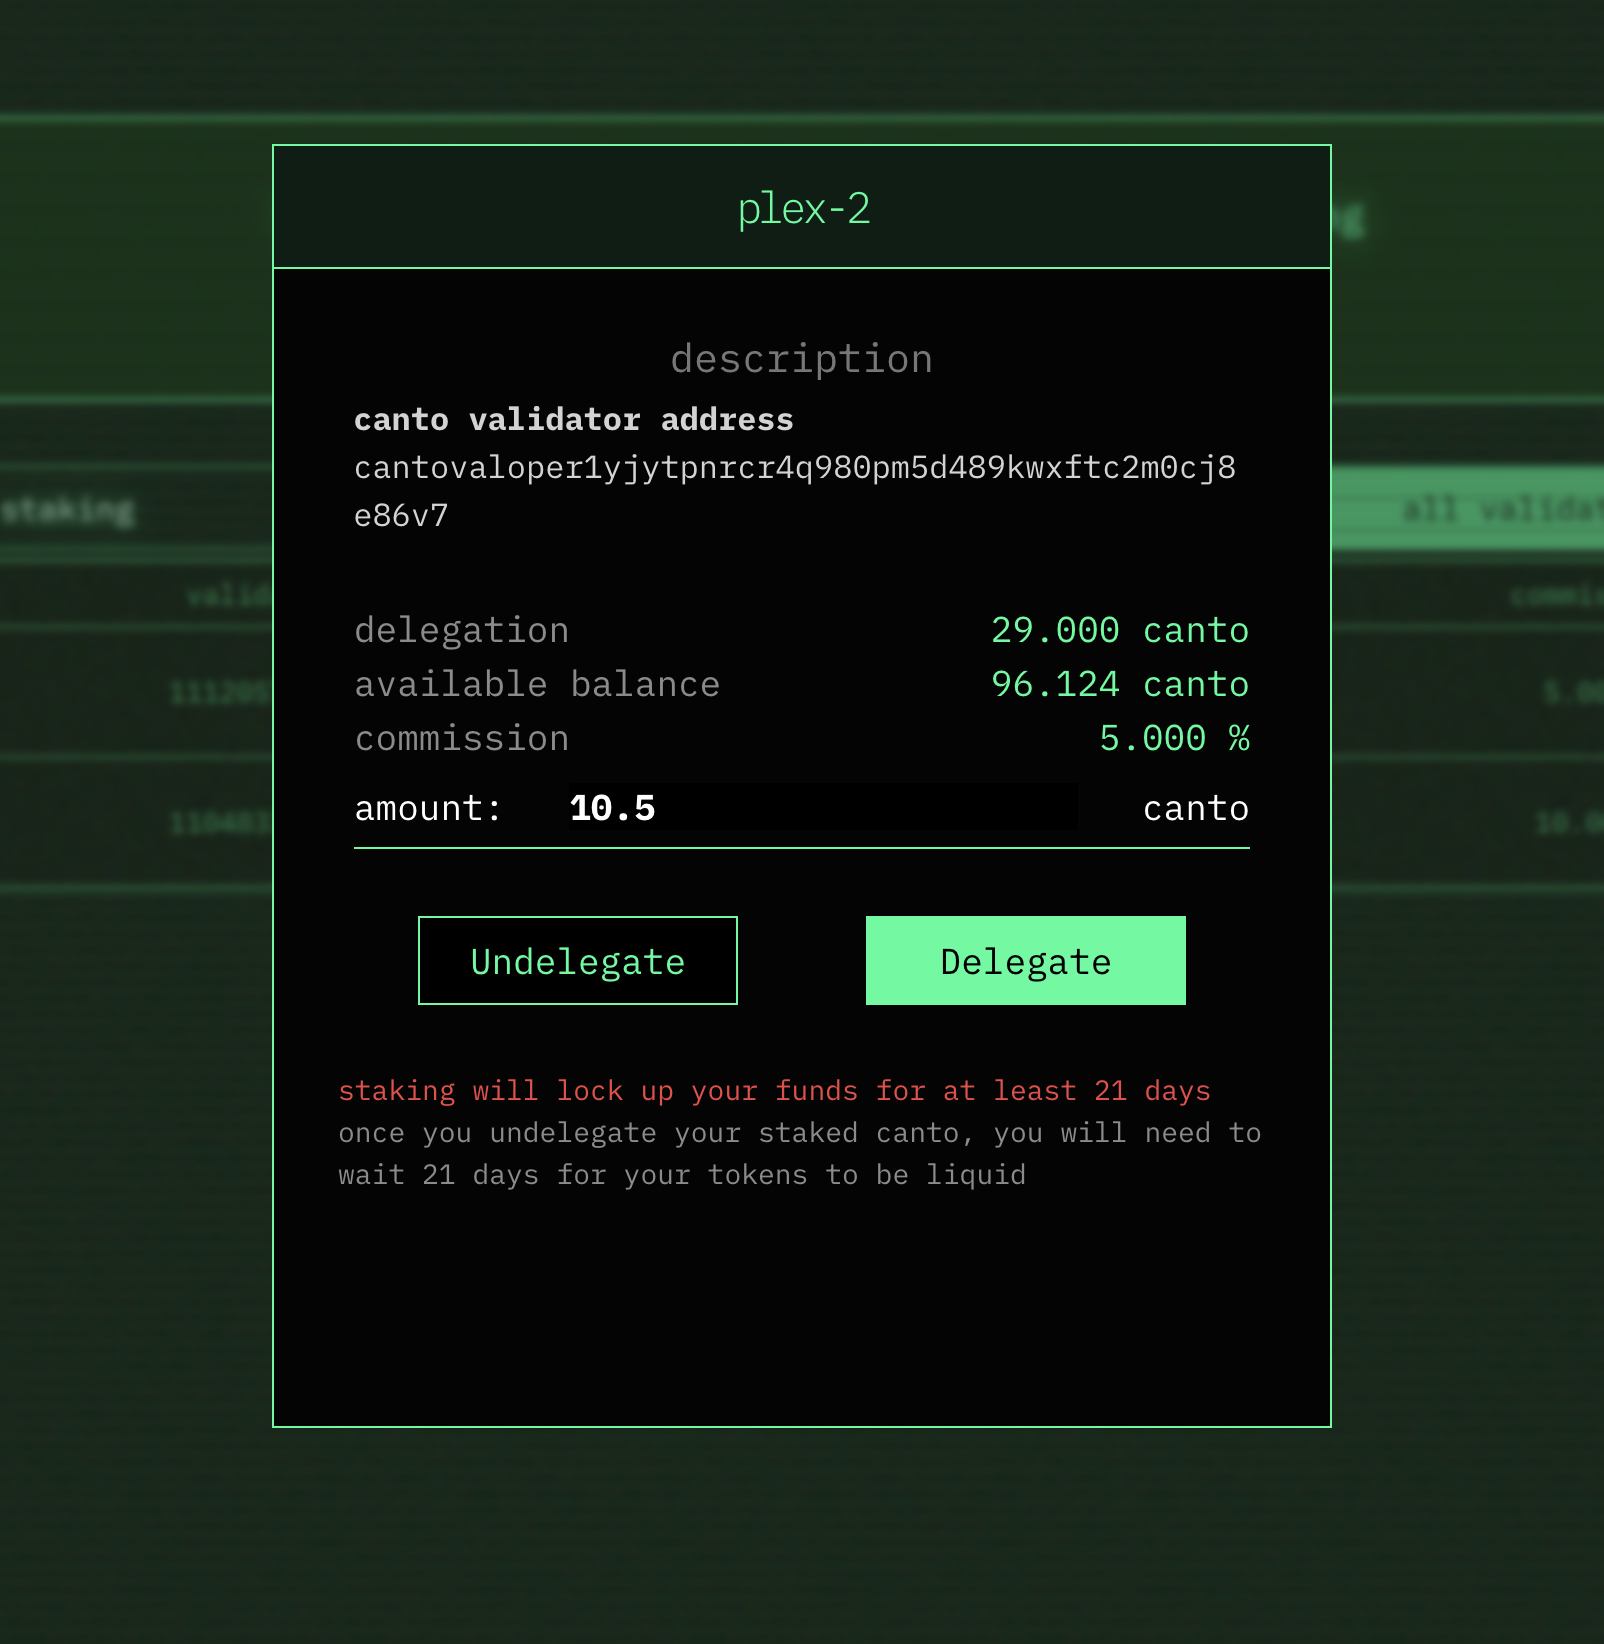 plex-2
description
canto validator address
cantovaloper1yjytpnrcr4q980pm5d489kwxftc2m0cj8
e86v7
staking
delegation 29.000 canto
available balance 96.124 canto
commission 5.000 %
amount: 10.5 canto
Undelegate Delegate
staking will lock up your funds for at least 21 days
once you undelegate your staked canto, you will need to
wait 21 days for your tokens to be liquid